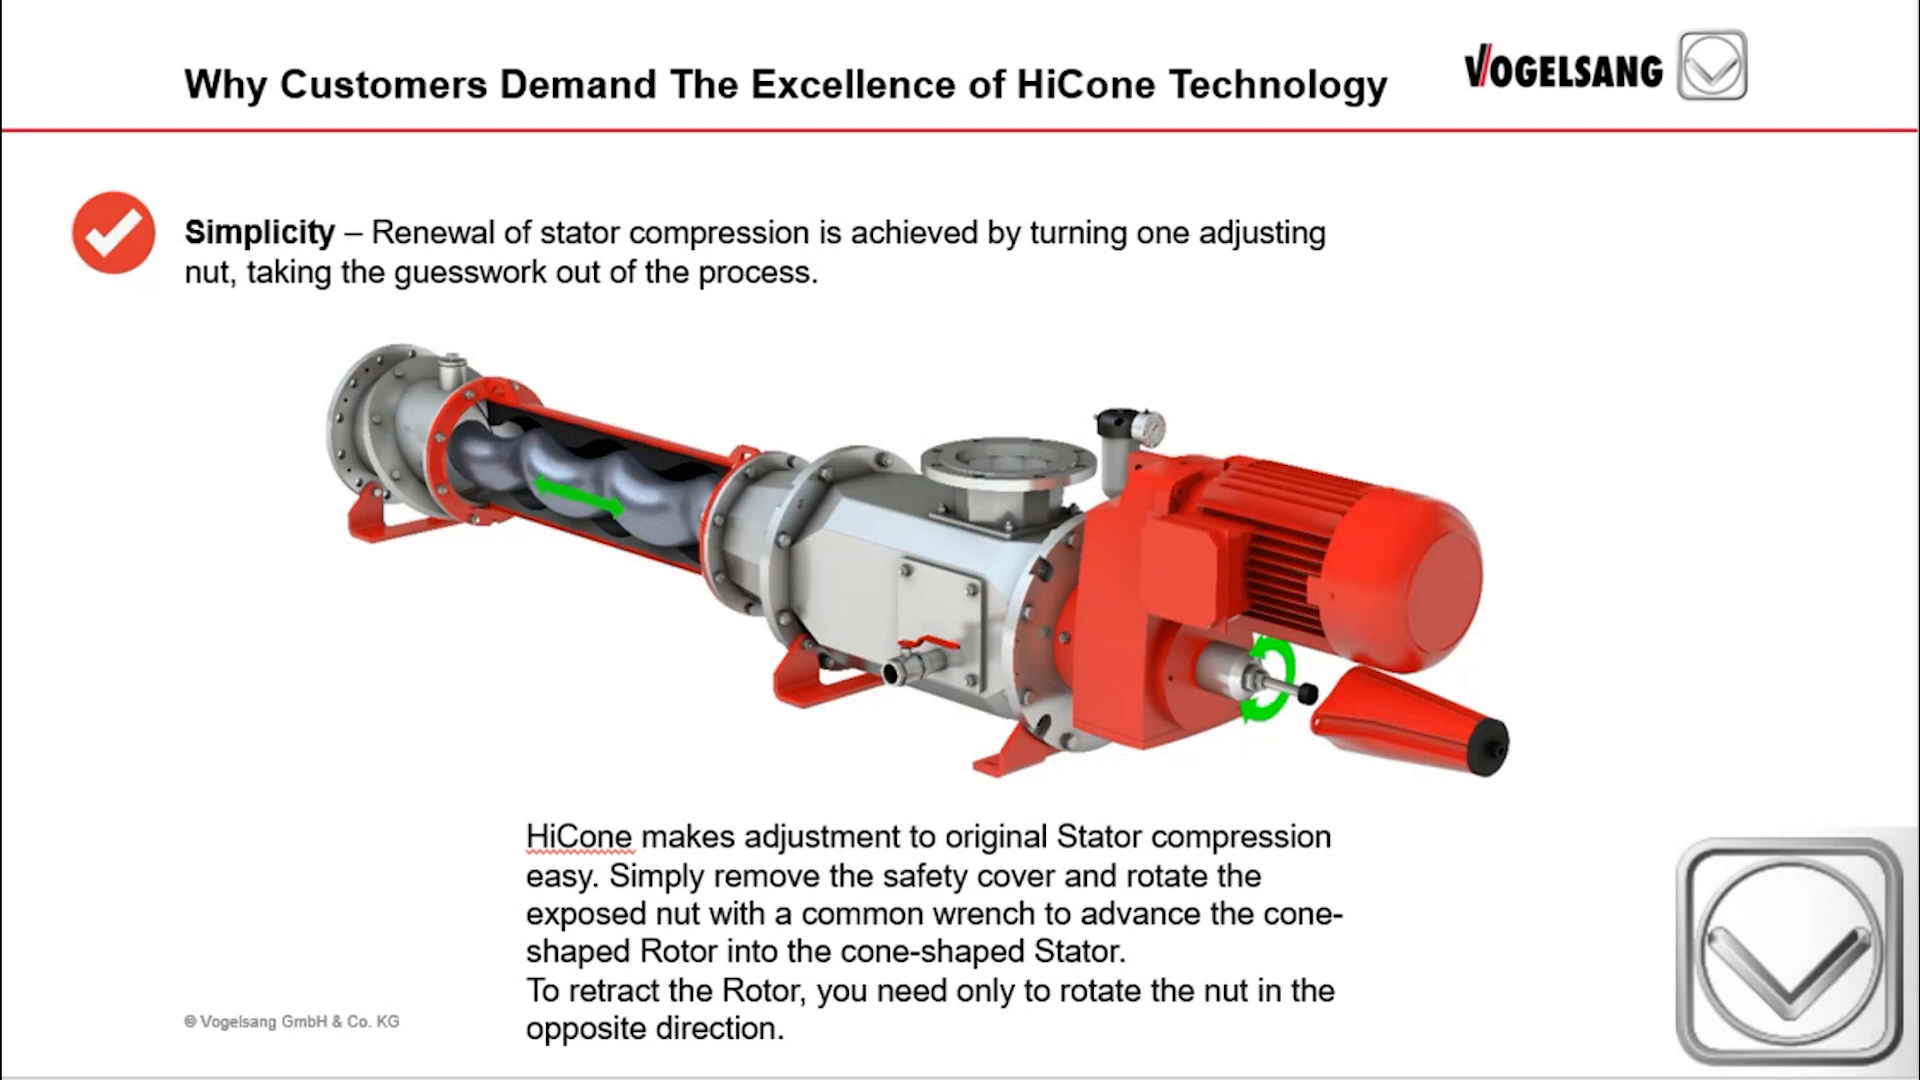 Why Customers Demand The Excellence of HiCone Technology
VOGELSANG
Simplicity – Renewal of stator compression is achieved by turning one adjusting
nut, taking the guesswork out of the process.
HiCone makes adjustment to original Stator compression
easy. Simply remove the safety cover and rotate the
exposed nut with a common wrench to advance the cone-
shaped Rotor into the cone-shaped Stator.
To retract the Rotor, you need only to rotate the nut in the
opposite direction.
© Vogelsang GmbH & Co. KG